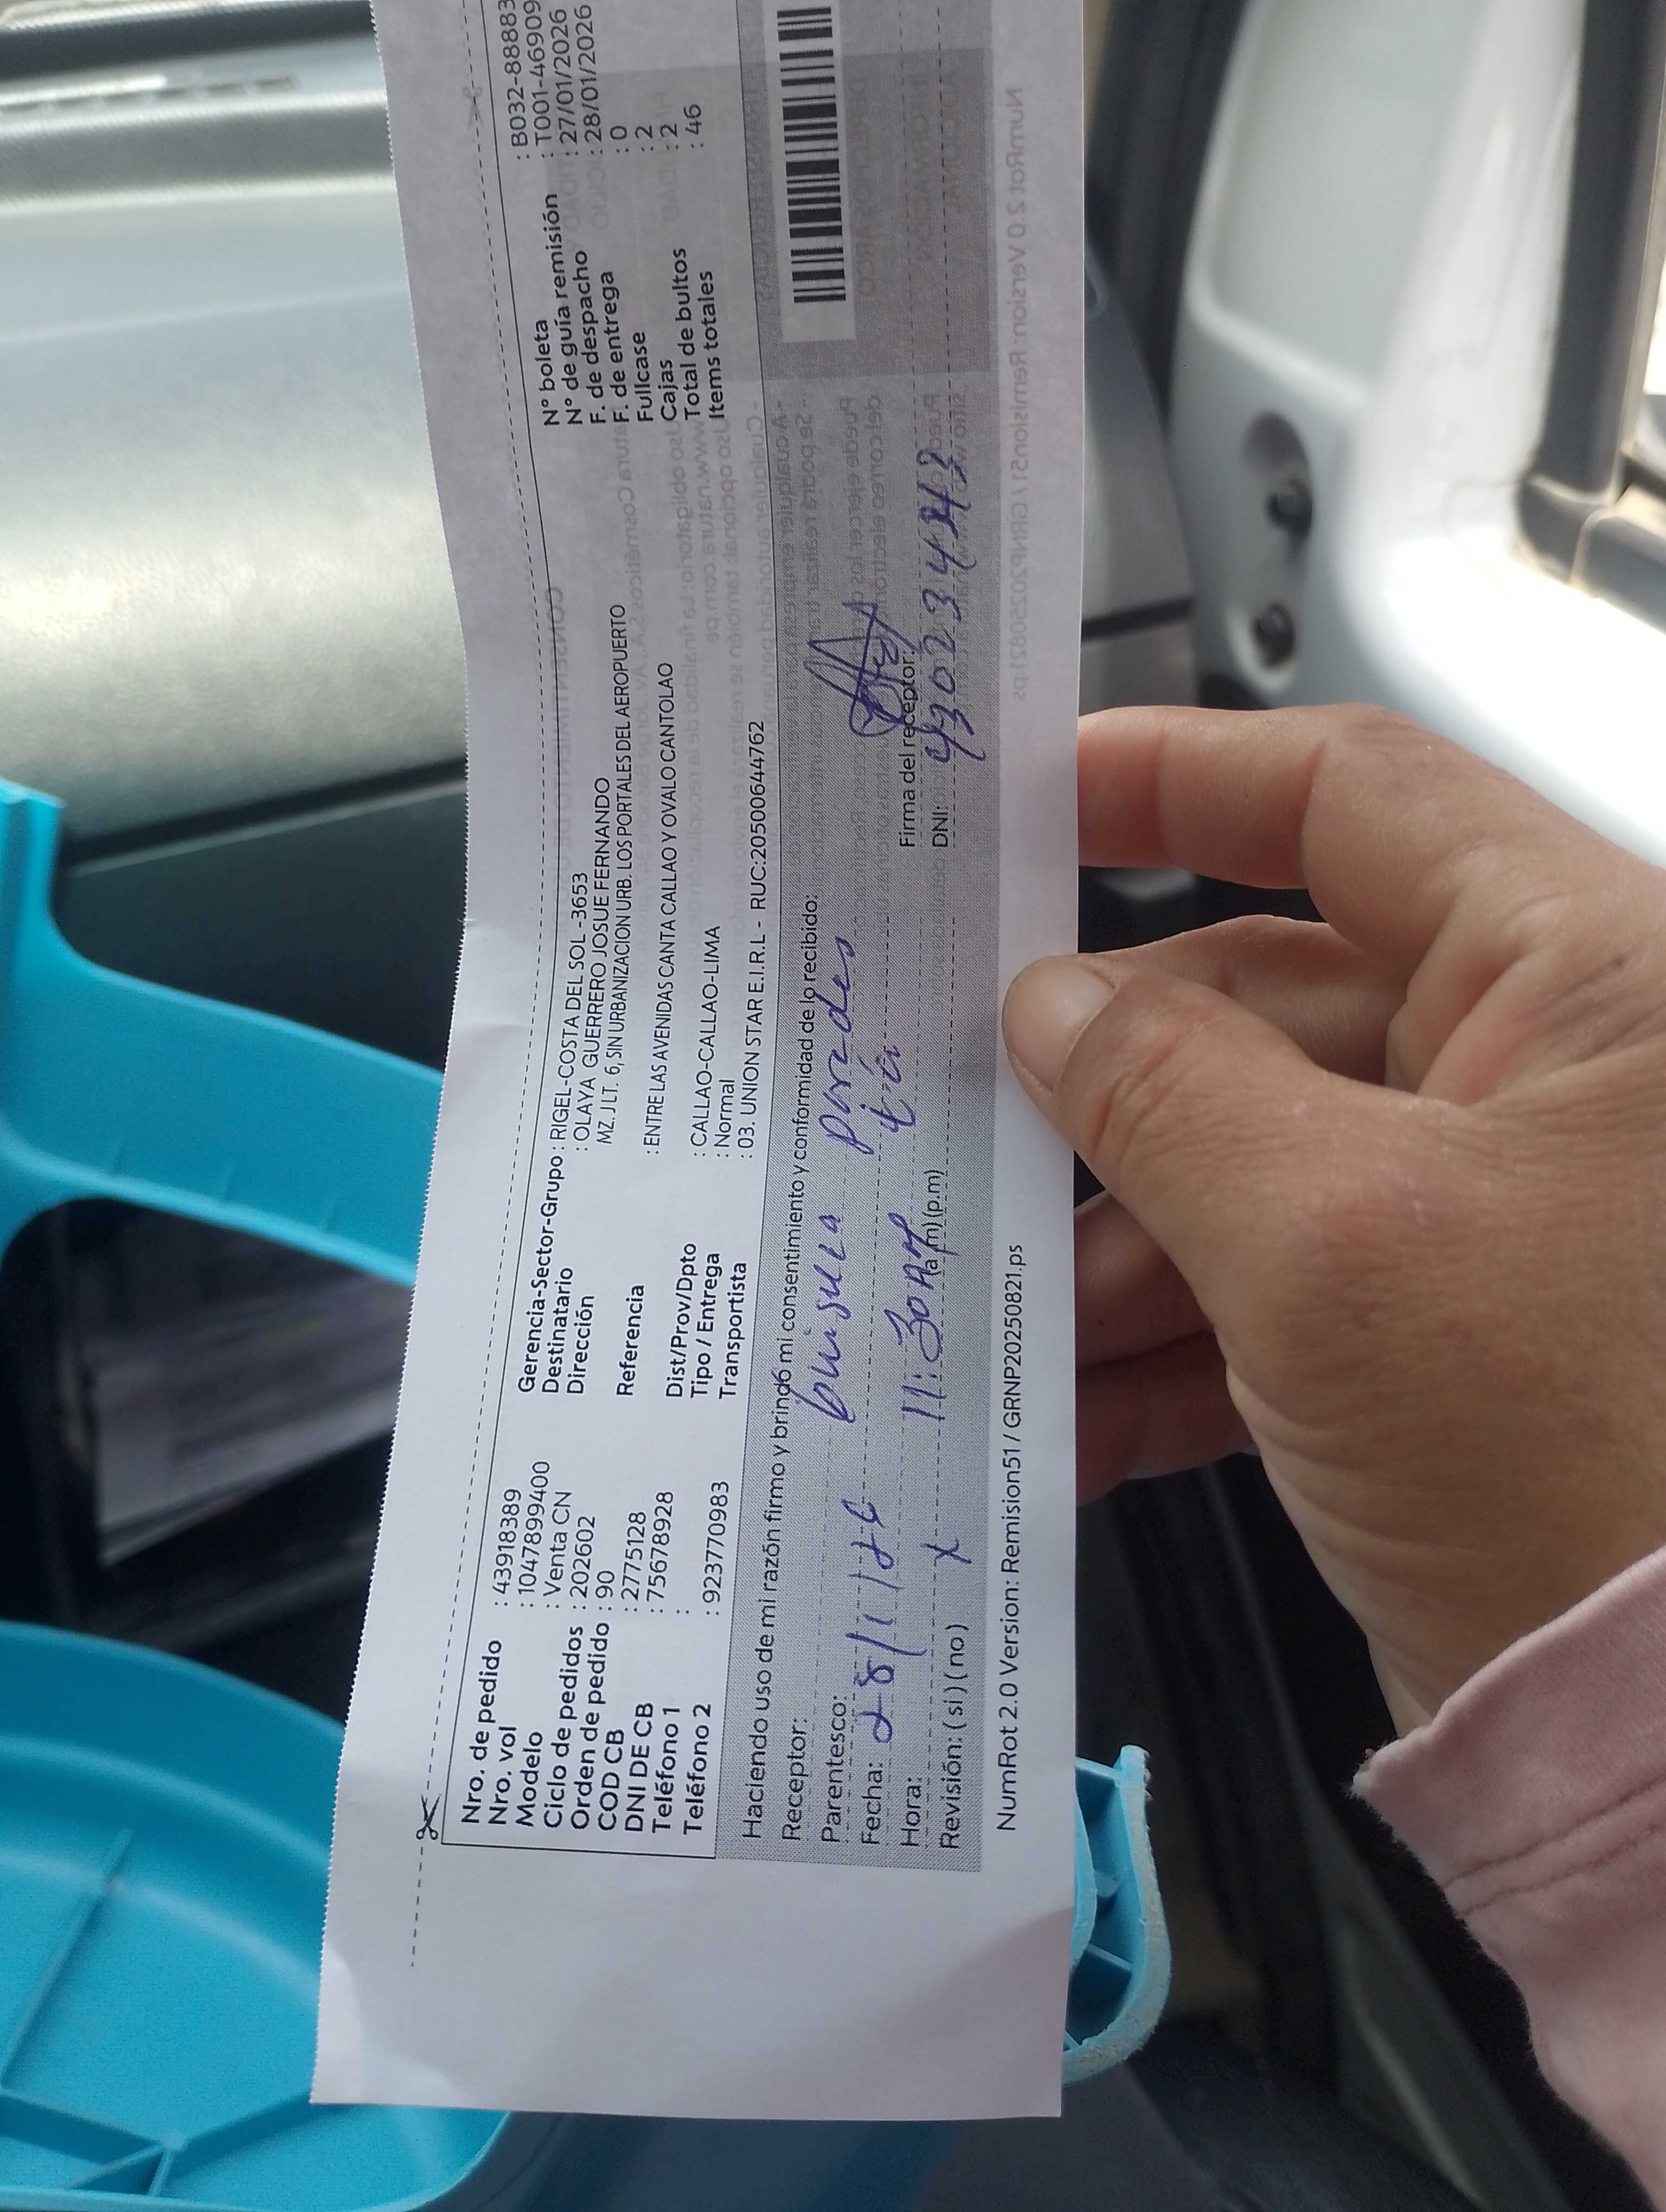 Nro. de pedido : 43918389
Nro. vol : 10478999400
Modelo : Venta CN
Ciclo de pedidos : 202602
Orden de pedido : 90
COD CB : 2775128
DNI DE CB : 75678928
Teléfono 1 :
Teléfono 2 : 923770983
Gerencia-Sector-Grupo : RIGEL-COSTA DEL SOL -3653
Destinatario : OLAYA GUERRERO JOSUE FERNANDO
Dirección MZ. J LT. 6, SIN URBANIZACION URB. LOS PORTALES DEL AEROPUERTO
Referencia : ENTRE LAS AVENIDAS CANTA CALLAO Y OVALO CANTOLAO
Dist/Prov/Dpto : CALLAO-CALLAO-LIMA
Tipo / Entrega : Normal
Transportista : 03. UNION STAR E.I.R.L - RUC:20500644762
N° boleta : B032-88883
N° de guía remisión : T001-46909
F. de despacho : 27/01/2026
F. de entrega : 28/01/2026
Fullcase : 0
Cajas : 2
Total de bultos : 2
Items totales : 46
Haciendo uso de mi razón firmo y brindó mi consentimiento y conformidad de lo recibido:
Receptor: paredes
Parentesco: tía
Fecha: 28/1/26
Hora: 11:30 AM (a.m) (p.m)
Revisión: ( si ) ( no ) x
Firma del receptor:
DNI:
NumRot 2.0 Version: Remision51 / GRNP20250821.ps